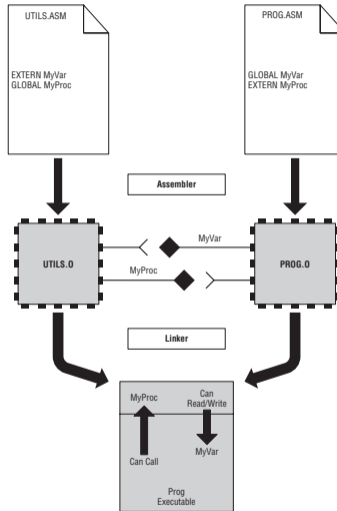 UTILS.ASM
EXTERN MyVar
GLOBAL MyProc
PROG.ASM
GLOBAL MyVar
EXTERN MyProc
Assembler
MyVar
MyProc
UTILS.O
PROG.O
Linker
MyProc
Can
Read/Write
Can Call
MyVar
Prog
Executable